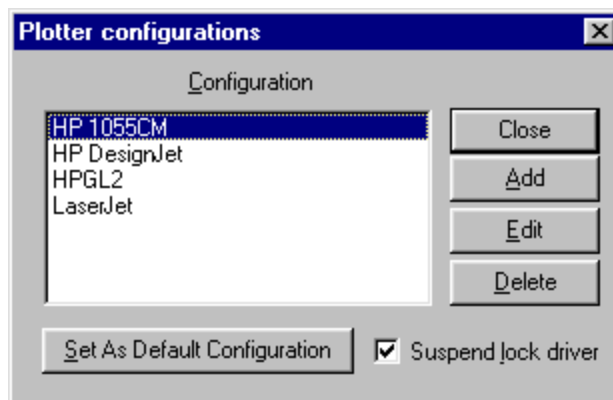 Plotter configurations
Configuration
HP 1055CM
HP DesignJet
HPGL2
LaserJet
Close
Add
Edit
Delete
Set As Default Configuration
Suspend lock driver